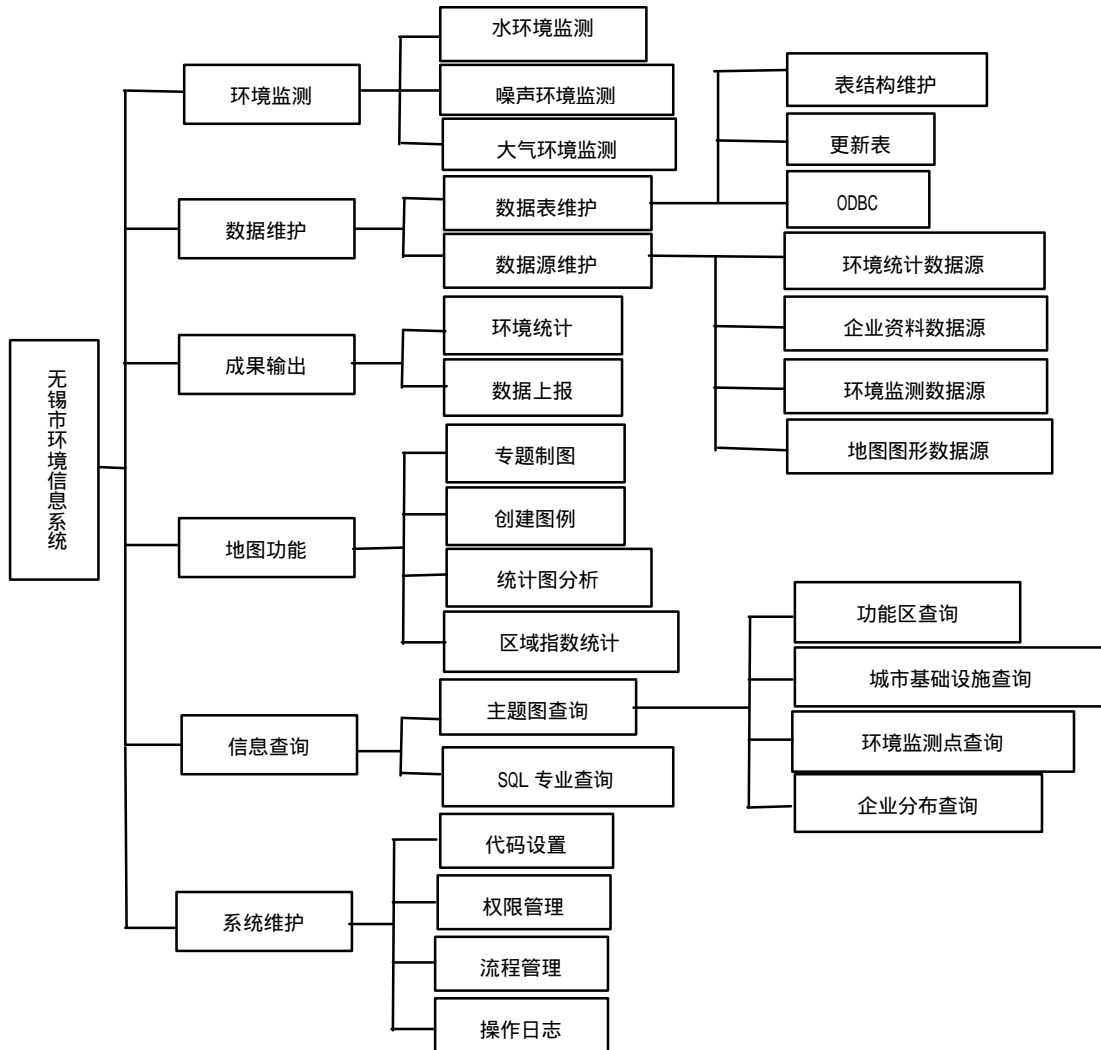 无锡市环境信息系统
环境监测
水环境监测
噪声环境监测
大气环境监测
数据维护
数据表维护
表结构维护
更新表
ODBC
数据源维护
环境统计数据源
企业资料数据源
环境监测数据源
地图图形数据源
成果输出
环境统计
数据上报
地图功能
专题制图
创建图例
统计图分析
区域指数统计
信息查询
主题图查询
功能区查询
城市基础设施查询
环境监测点查询
企业分布查询
SQL 专业查询
系统维护
代码设置
权限管理
流程管理
操作日志